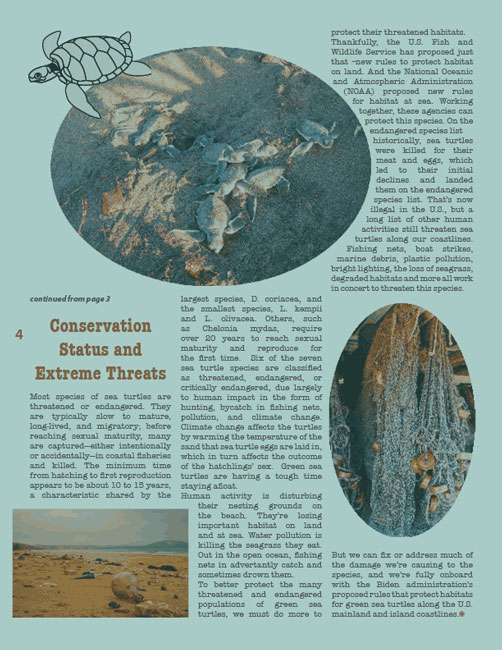 continued from page 3
4
Conservation
Status and
Extreme Threats
Most species of sea turtles are
threatened or endangered. They
are typically slow to mature,
long-lived, and migratory; before
reaching sexual maturity, many
are captured—either intentionally
or accidentally—in coastal fisheries
and killed. The minimum time
from hatching to first reproduction
appears to be about 10 to 15 years,
a characteristic shared by the
largest species, D. coriacea, and
the smallest species, L. kempii
and L. olivacea. Others, such
as Chelonia mydas, require
over 20 years to reach sexual
maturity and reproduce for
the first time. Six of the seven
sea turtle species are classified
as threatened, endangered, or
critically endangered, due largely
to human impact in the form of
hunting, bycatch in fishing nets,
pollution, and climate change.
Climate change affects the turtles
by warming the temperature of the
sand that sea turtle eggs are laid in,
which in turn affects the outcome
of the hatchlings' sex. Green sea
turtles are having a tough time
staying afloat.
Human activity is disturbing
their nesting grounds on
the beach. They're losing
important habitat on land
and at sea. Water pollution is
killing the seagrass they eat.
Out in the open ocean, fishing
nets in advertantly catch and
sometimes drown them.
To better protect the many
threatened and endangered
populations of green sea
turtles, we must do more to
protect their threatened habitats.
Thankfully, the U.S. Fish and
Wildlife Service has proposed just
that –new rules to protect habitat
on land. And the National Oceanic
and Atmospheric Administration
(NOAA) proposed new rules
for habitat at sea. Working
together, these agencies can
protect this species. On the
endangered species list
historically, sea turtles
were killed for their
meat and eggs, which
led to their initial
declines and landed
them on the endangered
species list. That's now
illegal in the U.S., but a
long list of other human
activities still threaten sea
turtles along our coastlines.
Fishing nets, boat strikes,
marine debris, plastic pollution,
bright lighting, the loss of seagrass,
degraded habitats and more all work
in concert to threaten this species.
But we can fix or address much of
the damage we're causing to the
species, and we're fully onboard
with the Biden administration's
proposed rules that protect habitats
for green sea turtles along the U.S.
mainland and island coastlines.